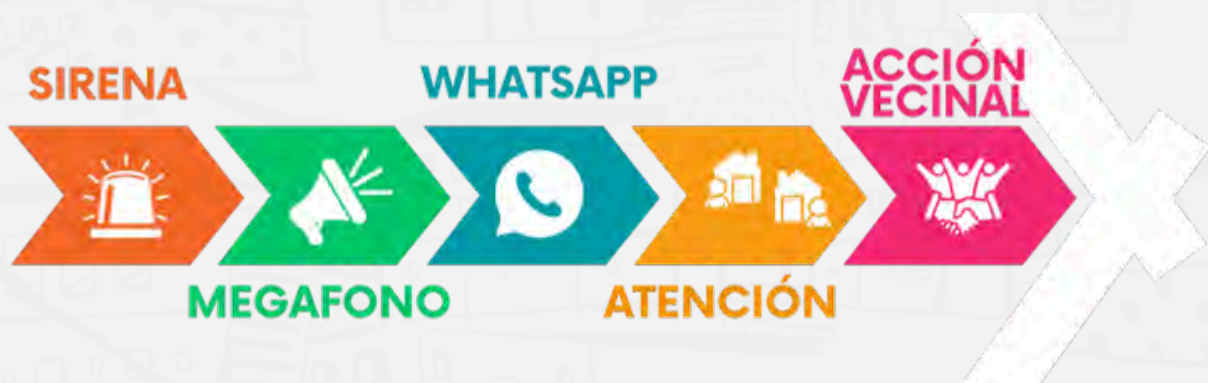 SIRENA
MEGAFONO
WHATSAPP
ATENCIÓN
ACCIÓN
VECINAL